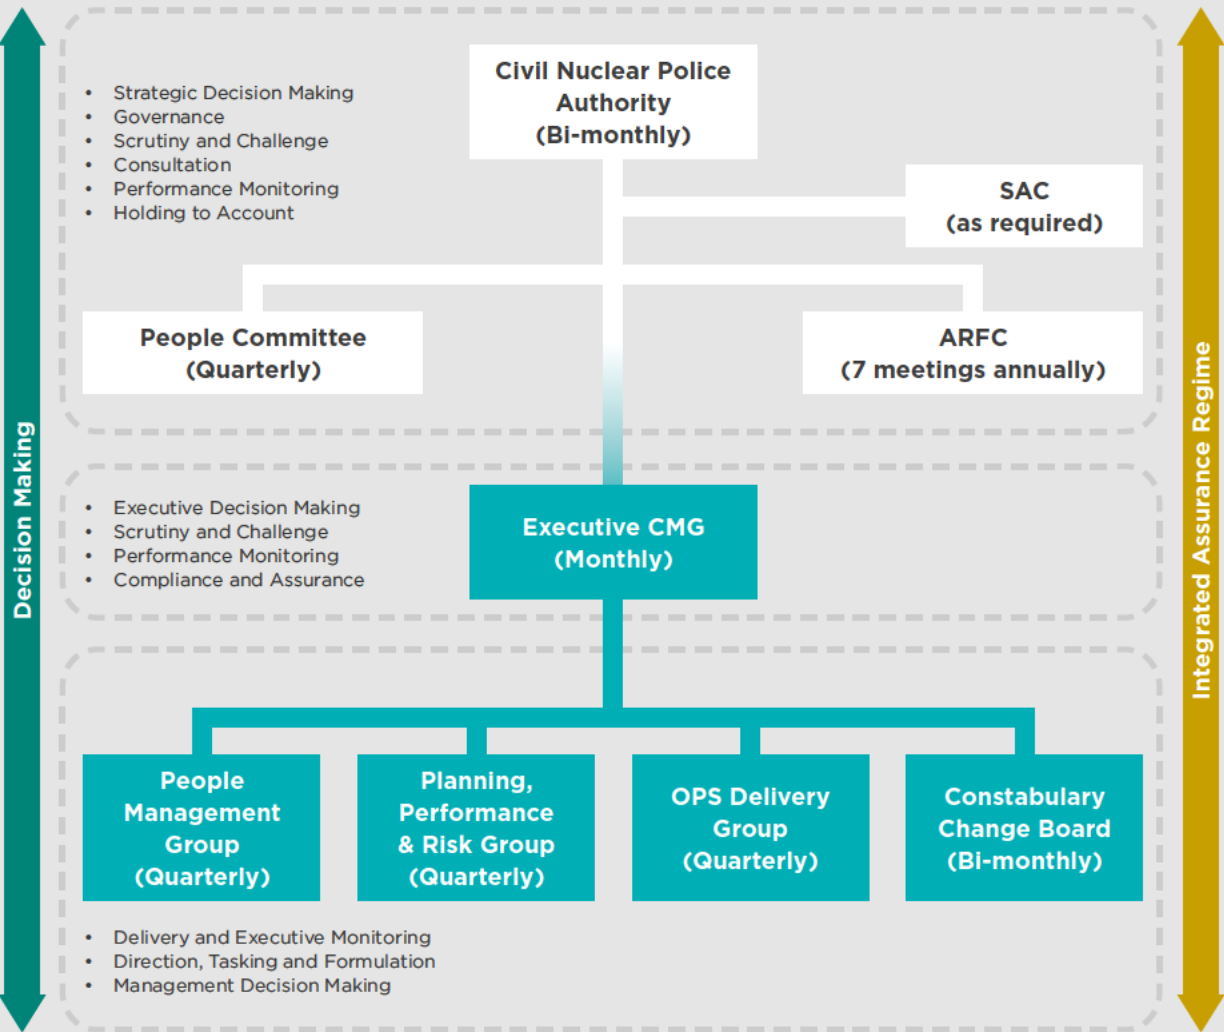 Civil Nuclear Police
Authority
(Bi-monthly)
• Strategic Decision Making
• Governance
• Scrutiny and Challenge
• Consultation
• Performance Monitoring
• Holding to Account
SAC
(as required)
People Committee
(Quarterly)
ARFC
(7 meetings annually)
Decision Making
Integrated Assurance Regime
• Executive Decision Making
• Scrutiny and Challenge
• Performance Monitoring
• Compliance and Assurance
Executive CMG
(Monthly)
People
Management
Group
(Quarterly)
Planning,
Performance
& Risk Group
(Quarterly)
OPS Delivery
Group
(Quarterly)
Constabulary
Change Board
(Bi-monthly)
• Delivery and Executive Monitoring
• Direction, Tasking and Formulation
• Management Decision Making